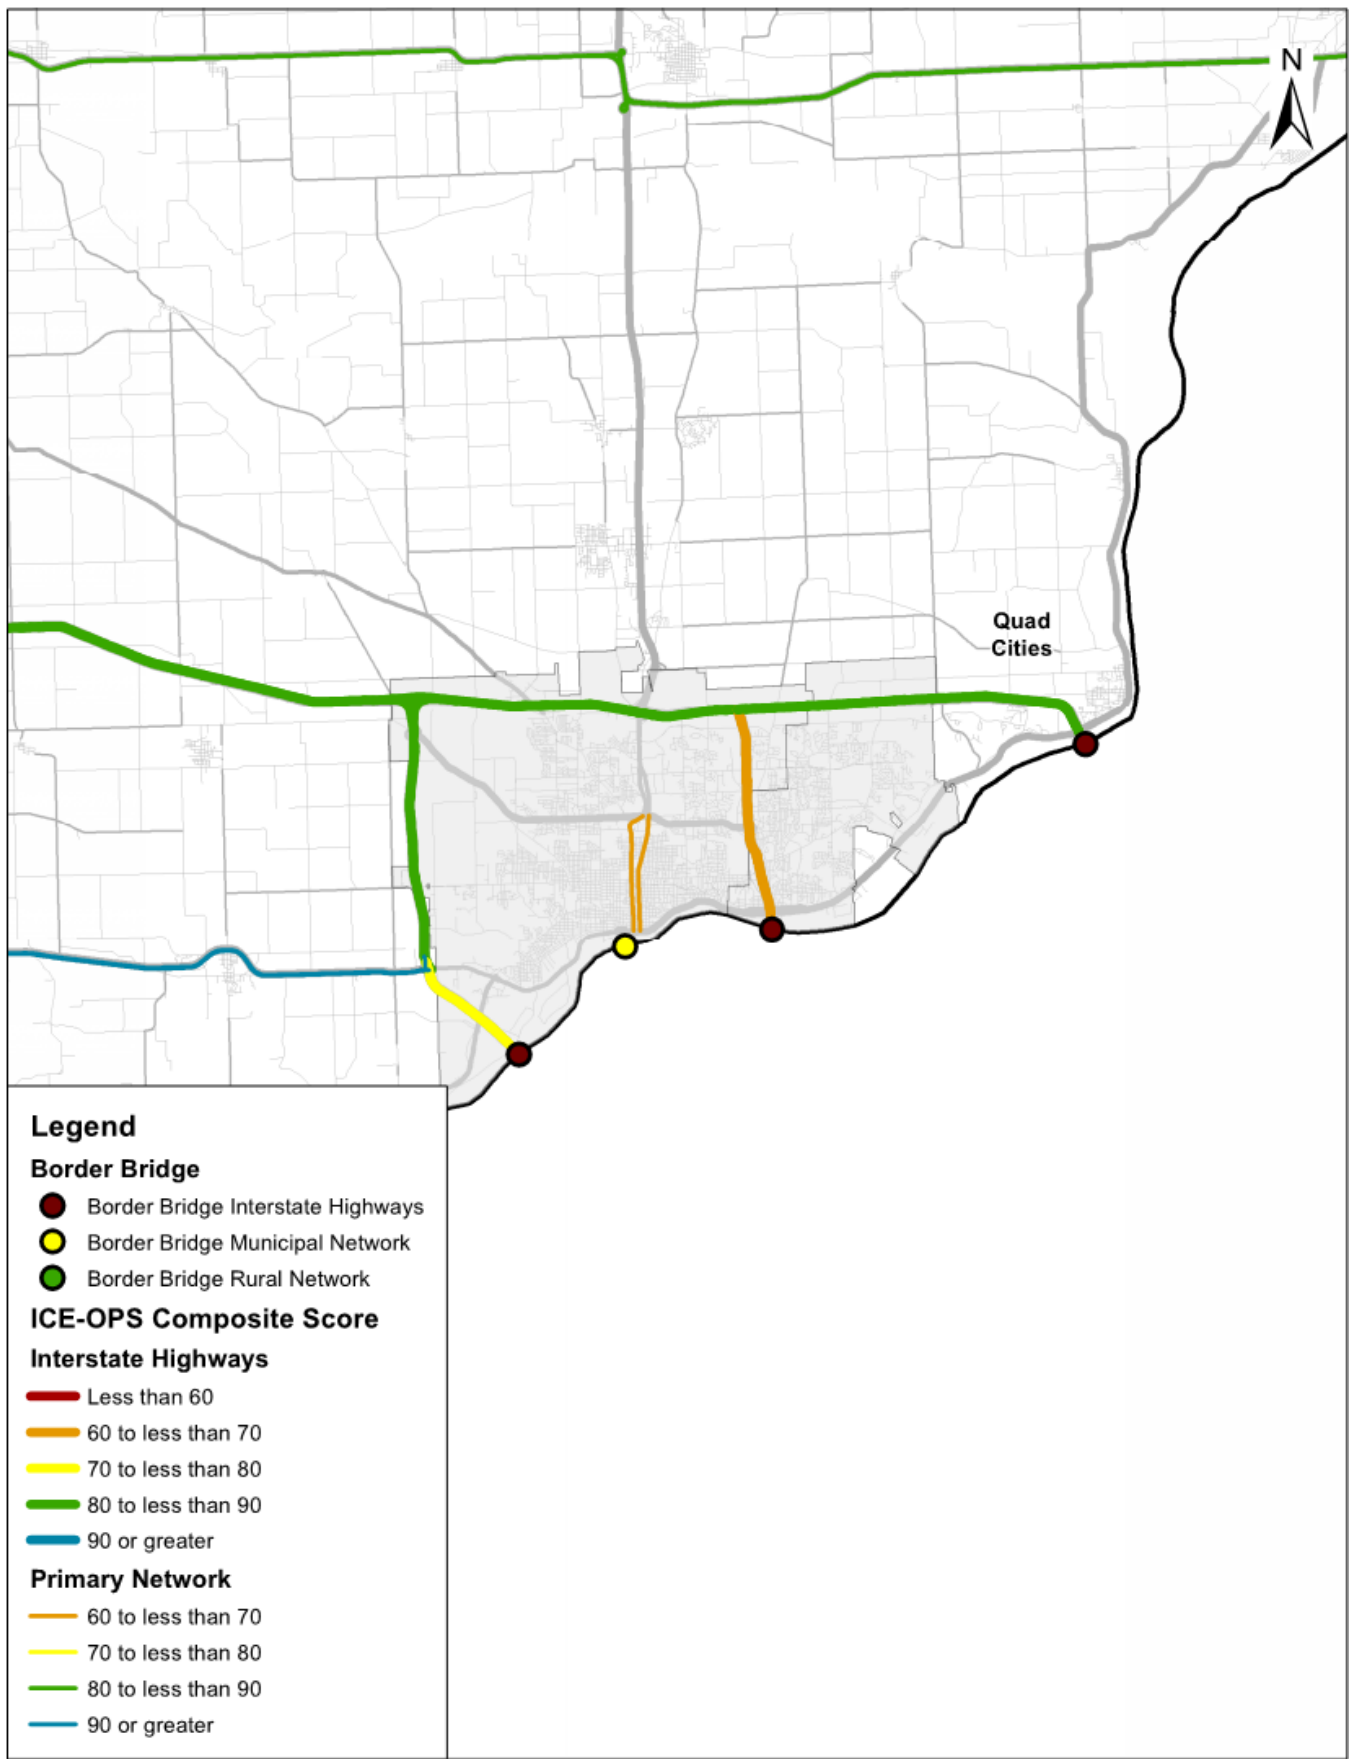 N
Quad
Cities
Legend
Border Bridge
Border Bridge Interstate Highways
Border Bridge Municipal Network
Border Bridge Rural Network
ICE-OPS Composite Score
Interstate Highways
Less than 60
60 to less than 70
70 to less than 80
80 to less than 90
90 or greater
Primary Network
60 to less than 70
70 to less than 80
80 to less than 90
90 or greater